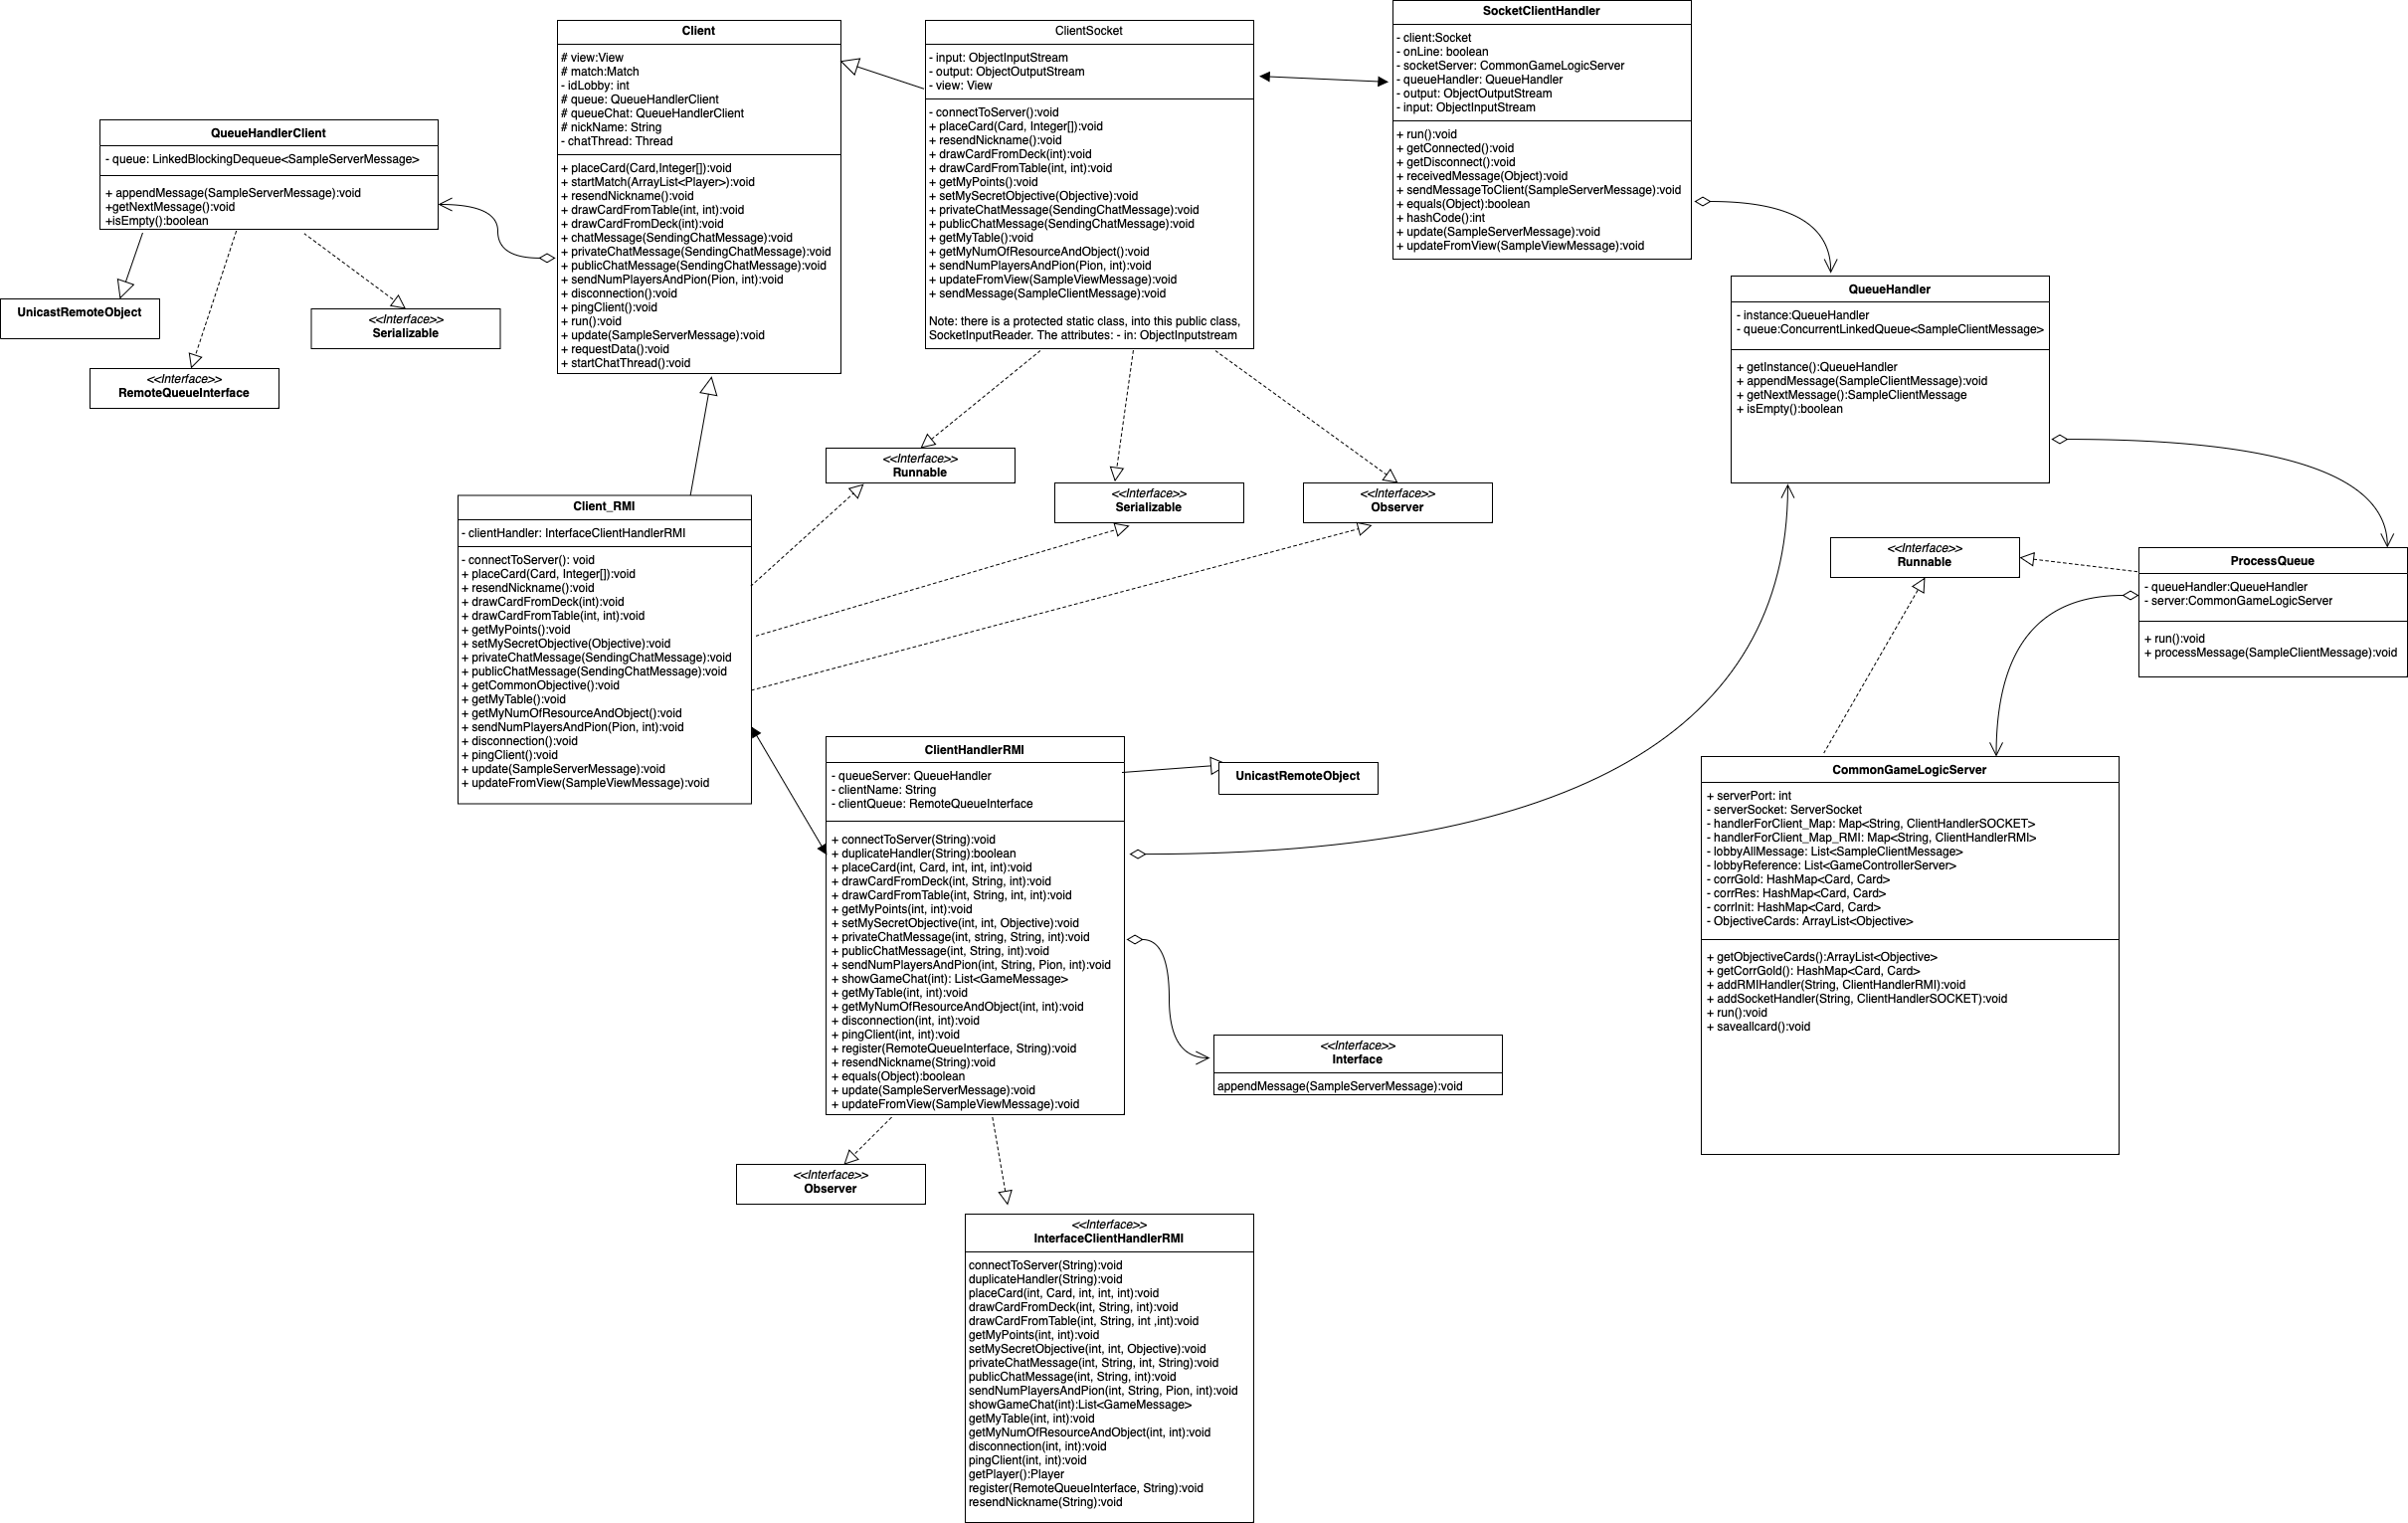 Client
# view:View
# match:Match
- idLobby: int
# queue: QueueHandlerClient
# queueChat: QueueHandlerClient
# nickName: String
- chatThread: Thread
+ placeCard(Card,Integer[]):void
+ startMatch(ArrayList<Player>):void
+ resendNickname():void
+ drawCardFromTable(int, int):void
+ drawCardFromDeck(int):void
+ chatMessage(SendingChatMessage):void
+ privateChatMessage(SendingChatMessage):void
+ publicChatMessage(SendingChatMessage):void
+ sendNumPlayersAndPion(Pion, int):void
+ disconnection():void
+ pingClient():void
+ run():void
+ update(SampleServerMessage):void
+ requestData():void
+ startChatThread():void
ClientSocket
- input: ObjectInputStream
- output: ObjectOutputStream
- view: View
- connectToServer():void
+ placeCard(Card, Integer[]):void
+ resendNickname():void
+ drawCardFromDeck(int):void
+ drawCardFromTable(int, int):void
+ getMyPoints():void
+ setMySecretObjective(Objective):void
+ privateChatMessage(SendingChatMessage):void
+ publicChatMessage(SendingChatMessage):void
+ getMyTable():void
+ getMyNumOfResourceAndObject():void
+ sendNumPlayersAndPion(Pion, int):void
+ updateFromView(SampleViewMessage):void
+ sendMessage(SampleClientMessage):void
Note: there is a protected static class, into this public class,
SocketInputReader. The attributes: - in: ObjectInputstream
SocketClientHandler
- client:Socket
- onLine: boolean
- socketServer: CommonGameLogicServer
- queueHandler: QueueHandler
- output: ObjectOutputStream
- input: ObjectInputStream
+ run():void
+ getConnected():void
+ getDisconnect():void
+ receivedMessage(Object):void
+ sendMessageToClient(SampleServerMessage):void
+ equals(Object):boolean
+ hashCode():int
+ update(SampleServerMessage):void
+ updateFromView(SampleViewMessage):void
QueueHandlerClient
- queue: LinkedBlockingDequeue<SampleServerMessage>
+ appendMessage(SampleServerMessage):void
+getNextMessage():void
+isEmpty():boolean
UnicastRemoteObject
<<Interface>>
Serializable
<<Interface>>
RemoteQueueInterface
QueueHandler
- instance:QueueHandler
- queue:ConcurrentLinkedQueue<SampleClientMessage>
+ getInstance():QueueHandler
+ appendMessage(SampleClientMessage):void
+ getNextMessage():SampleClientMessage
+ isEmpty():boolean
<<Interface>>
Runnable
<<Interface>>
Serializable
<<Interface>>
Observer
Client_RMI
- clientHandler: InterfaceClientHandlerRMI
- connectToServer(): void
+ placeCard(Card, Integer[]):void
+ resendNickname():void
+ drawCardFromDeck(int):void
+ drawCardFromTable(int, int):void
+ getMyPoints():void
+ setMySecretObjective(Objective):void
+ privateChatMessage(SendingChatMessage):void
+ publicChatMessage(SendingChatMessage):void
+ getCommonObjective():void
+ getMyTable():void
+ getMyNumOfResourceAndObject():void
+ sendNumPlayersAndPion(Pion, int):void
+ disconnection():void
+ pingClient():void
+ update(SampleServerMessage):void
+ updateFromView(SampleViewMessage):void
<<Interface>>
Runnable
ProcessQueue
- queueHandler:QueueHandler
- server:CommonGameLogicServer
+ run():void
+ processMessage(SampleClientMessage):void
ClientHandlerRMI
- queueServer: QueueHandler
- clientName: String
- clientQueue: RemoteQueueInterface
+ connectToServer(String):void
+ duplicateHandler(String):boolean
+ placeCard(int, Card, int, int, int):void
+ drawCardFromDeck(int, String, int):void
+ drawCardFromTable(int, String, int, int):void
+ getMyPoints(int, int):void
+ setMySecretObjective(int, int, Objective):void
+ privateChatMessage(int, string, String, int):void
+ publicChatMessage(int, String, int):void
+ sendNumPlayersAndPion(int, String, Pion, int):void
+ showGameChat(int): List<GameMessage>
+ getMyTable(int, int):void
+ getMyNumOfResourceAndObject(int, int):void
+ disconnection(int, int):void
+ pingClient(int, int):void
+ register(RemoteQueueInterface, String):void
+ resendNickname(String):void
+ equals(Object):boolean
+ update(SampleServerMessage):void
+ updateFromView(SampleViewMessage):void
UnicastRemoteObject
CommonGameLogicServer
+ serverPort: int
- serverSocket: ServerSocket
- handlerForClient_Map: Map<String, ClientHandlerSOCKET>
- handlerForClient_Map_RMI: Map<String, ClientHandlerRMI>
- lobbyAllMessage: List<SampleClientMessage>
- lobbyReference: List<GameControllerServer>
- corrGold: HashMap<Card, Card>
- corrRes: HashMap<Card, Card>
- corrInit: HashMap<Card, Card>
- ObjectiveCards: ArrayList<Objective>
+ getObjectiveCards():ArrayList<Objective>
+ getCorrGold(): HashMap<Card, Card>
+ addRMIHandler(String, ClientHandlerRMI):void
+ addSocketHandler(String, ClientHandlerSOCKET):void
+ run():void
+ saveallcard():void
<<Interface>>
Interface
appendMessage(SampleServerMessage):void
<<Interface>>
Observer
<<Interface>>
InterfaceClientHandlerRMI
connectToServer(String):void
duplicateHandler(String):void
placeCard(int, Card, int, int, int):void
drawCardFromDeck(int, String, int):void
drawCardFromTable(int, String, int ,int):void
getMyPoints(int, int):void
setMySecretObjective(int, int, Objective):void
privateChatMessage(int, String, int, String):void
publicChatMessage(int, String, int):void
sendNumPlayersAndPion(int, String, Pion, int):void
showGameChat(int):List<GameMessage>
getMyTable(int, int):void
getMyNumOfResourceAndObject(int, int):void
disconnection(int, int):void
pingClient(int, int):void
getPlayer():Player
register(RemoteQueueInterface, String):void
resendNickname(String):void